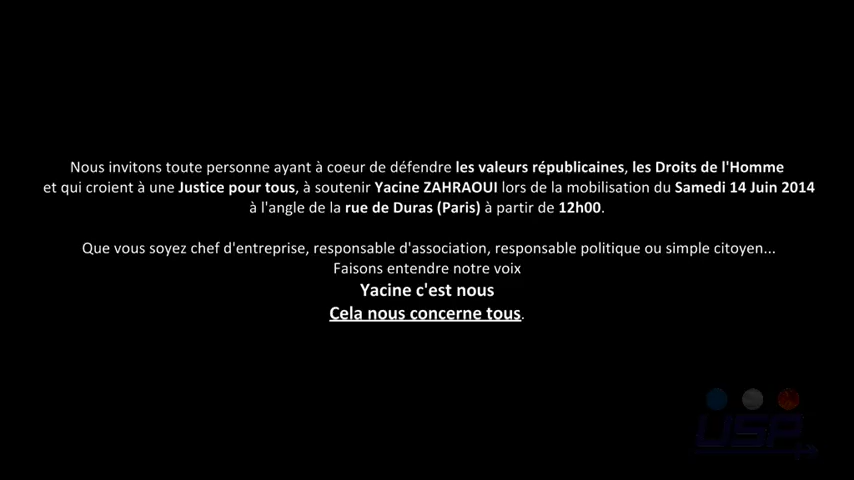 Nous invitons toute personne ayant à coeur de défendre les valeurs républicaines, les Droits de l'Homme
et qui croient à une Justice pour tous, à soutenir Yacine ZAHRAOUI lors de la mobilisation du Samedi 14 Juin 2014
à l'angle de la rue de Duras (Paris) à partir de 12h00.
Que vous soyez chef d'entreprise, responsable d'association, responsable politique ou simple citoyen...
Faisons entendre notre voix
Yacine c'est nous
Cela nous concerne tous.
USP